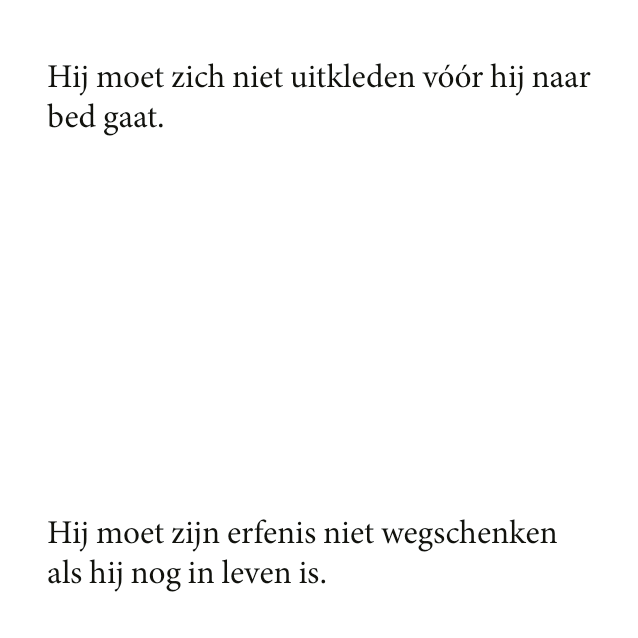 Hij moet zich niet uitkleden vóór hij naar
bed gaat.
Hij moet zijn erfenis niet wegschenken
als hij nog in leven is.